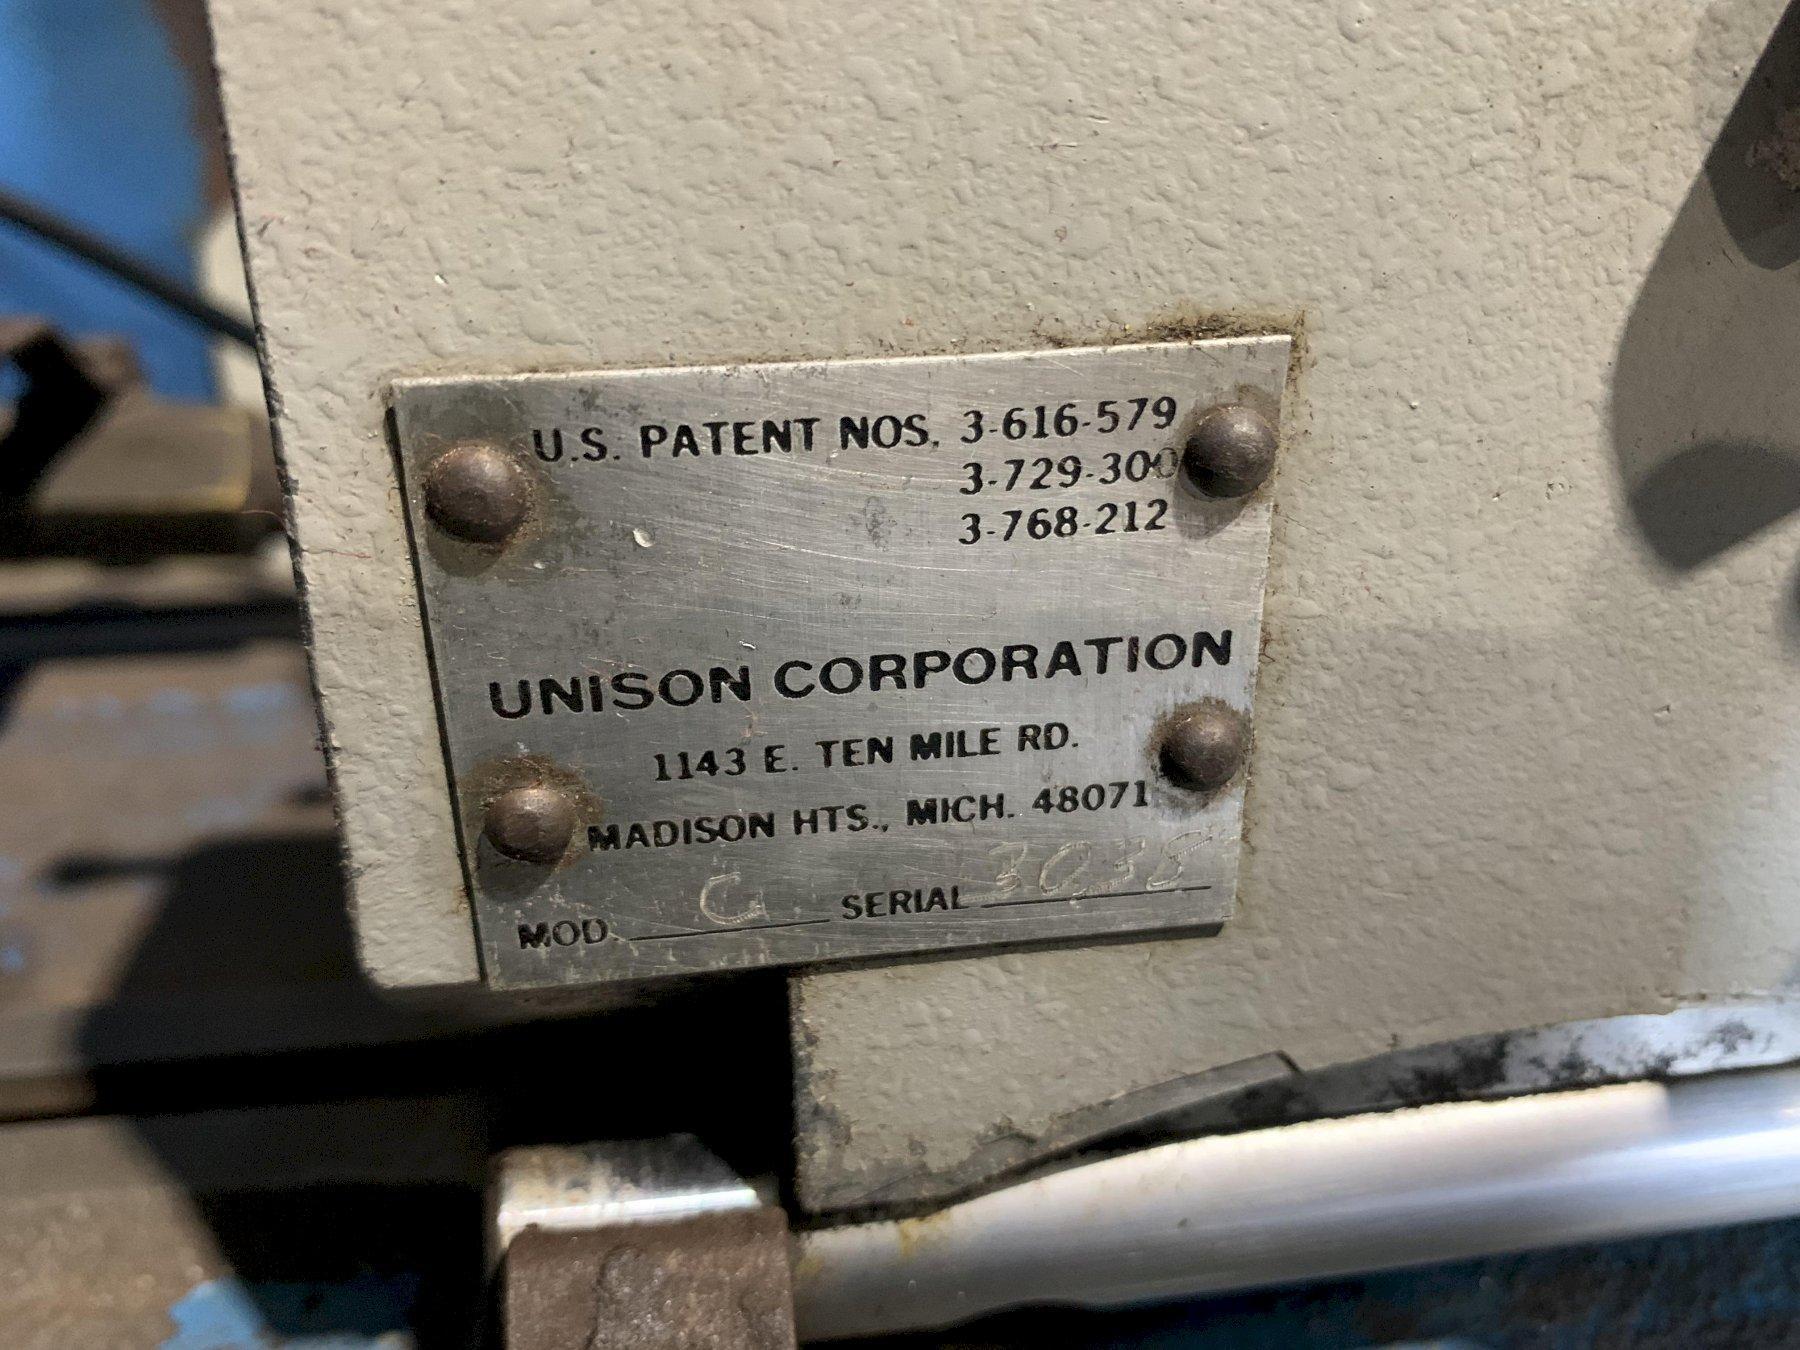 U.S. PATENT NOS. 3-616-579
3-729-300
3-768-212
UNISON CORPORATION
1143 E. TEN MILE RD.
MADISON HTS., MICH. 48071
MOD. C SERIAL 3038